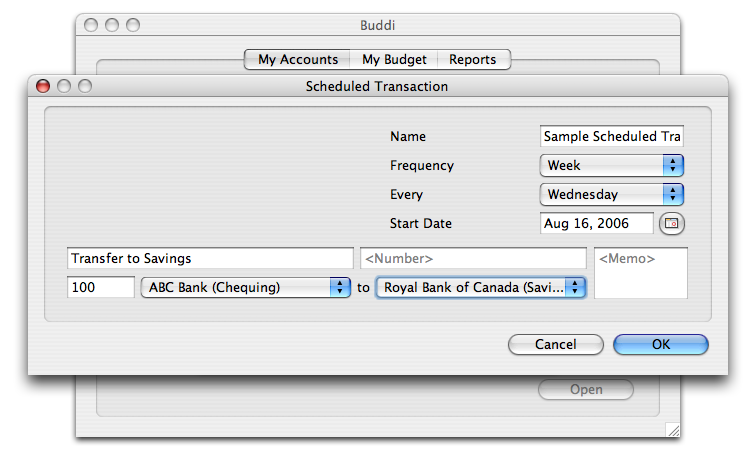 Buddi
My Accounts My Budget Reports
Scheduled Transaction
Name Sample Scheduled Tra
Frequency Week
Every Wednesday
Start Date Aug 16, 2006
Transfer to Savings <Number> <Memo>
100 ABC Bank (Chequing) to Royal Bank of Canada (Savi...
Cancel OK
Open